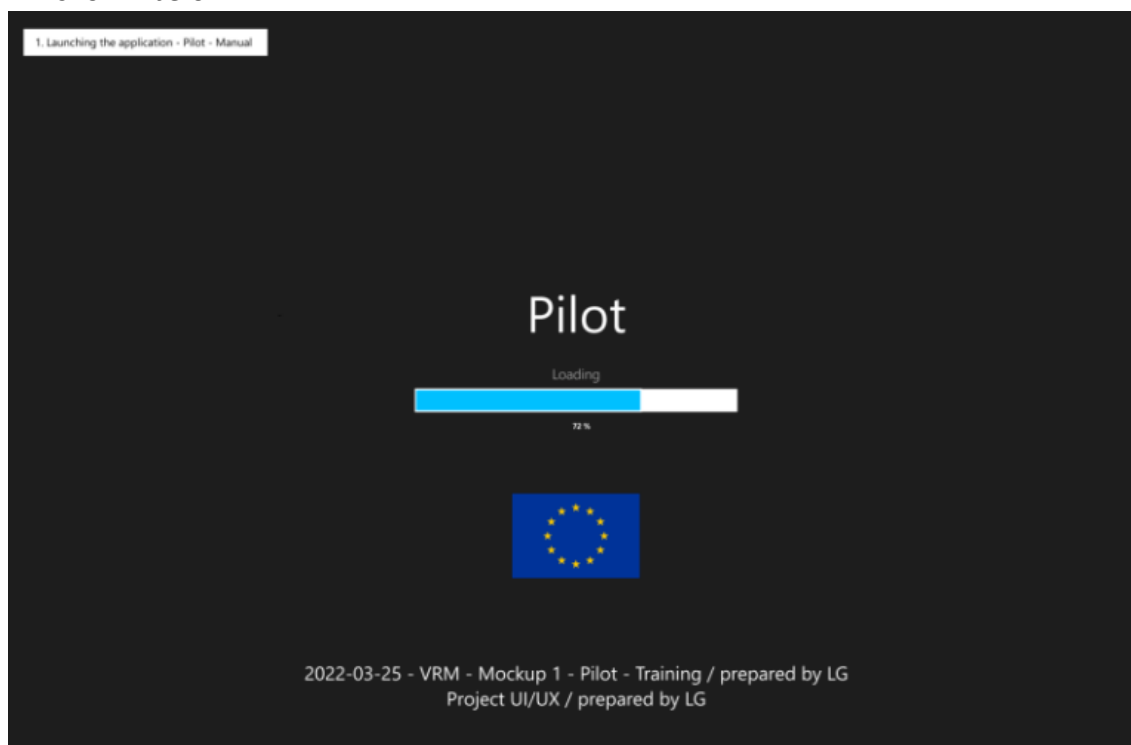 1. Launching the application - Pilot - Manual
Pilot
Loading
72 %
2022-03-25 - VRM - Mockup 1 - Pilot - Training / prepared by LG
Project UI/UX / prepared by LG